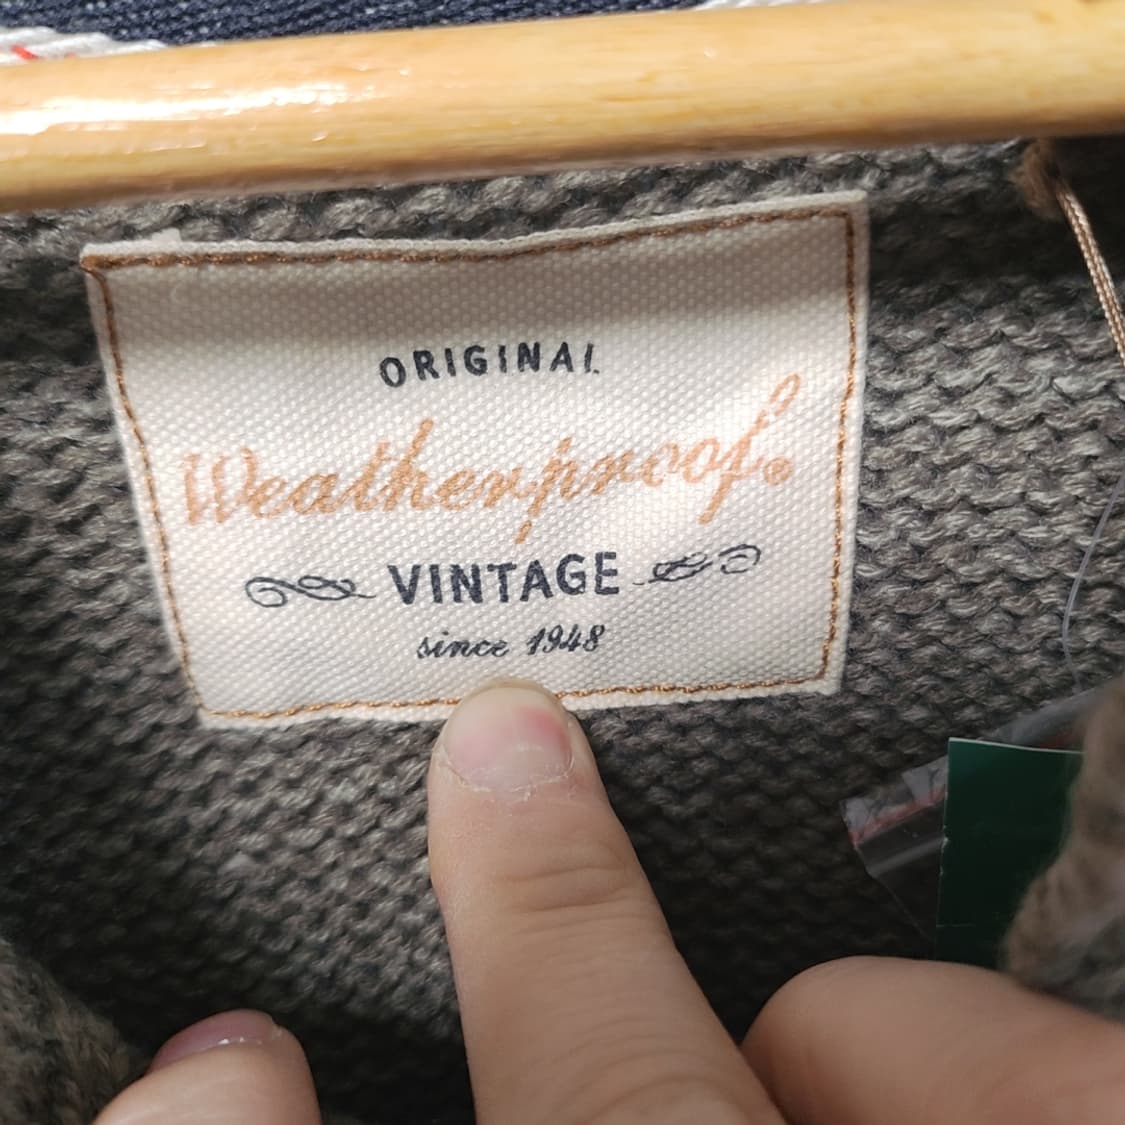 ORIGINAL
Weatherproof®
VINTAGE
since 1948